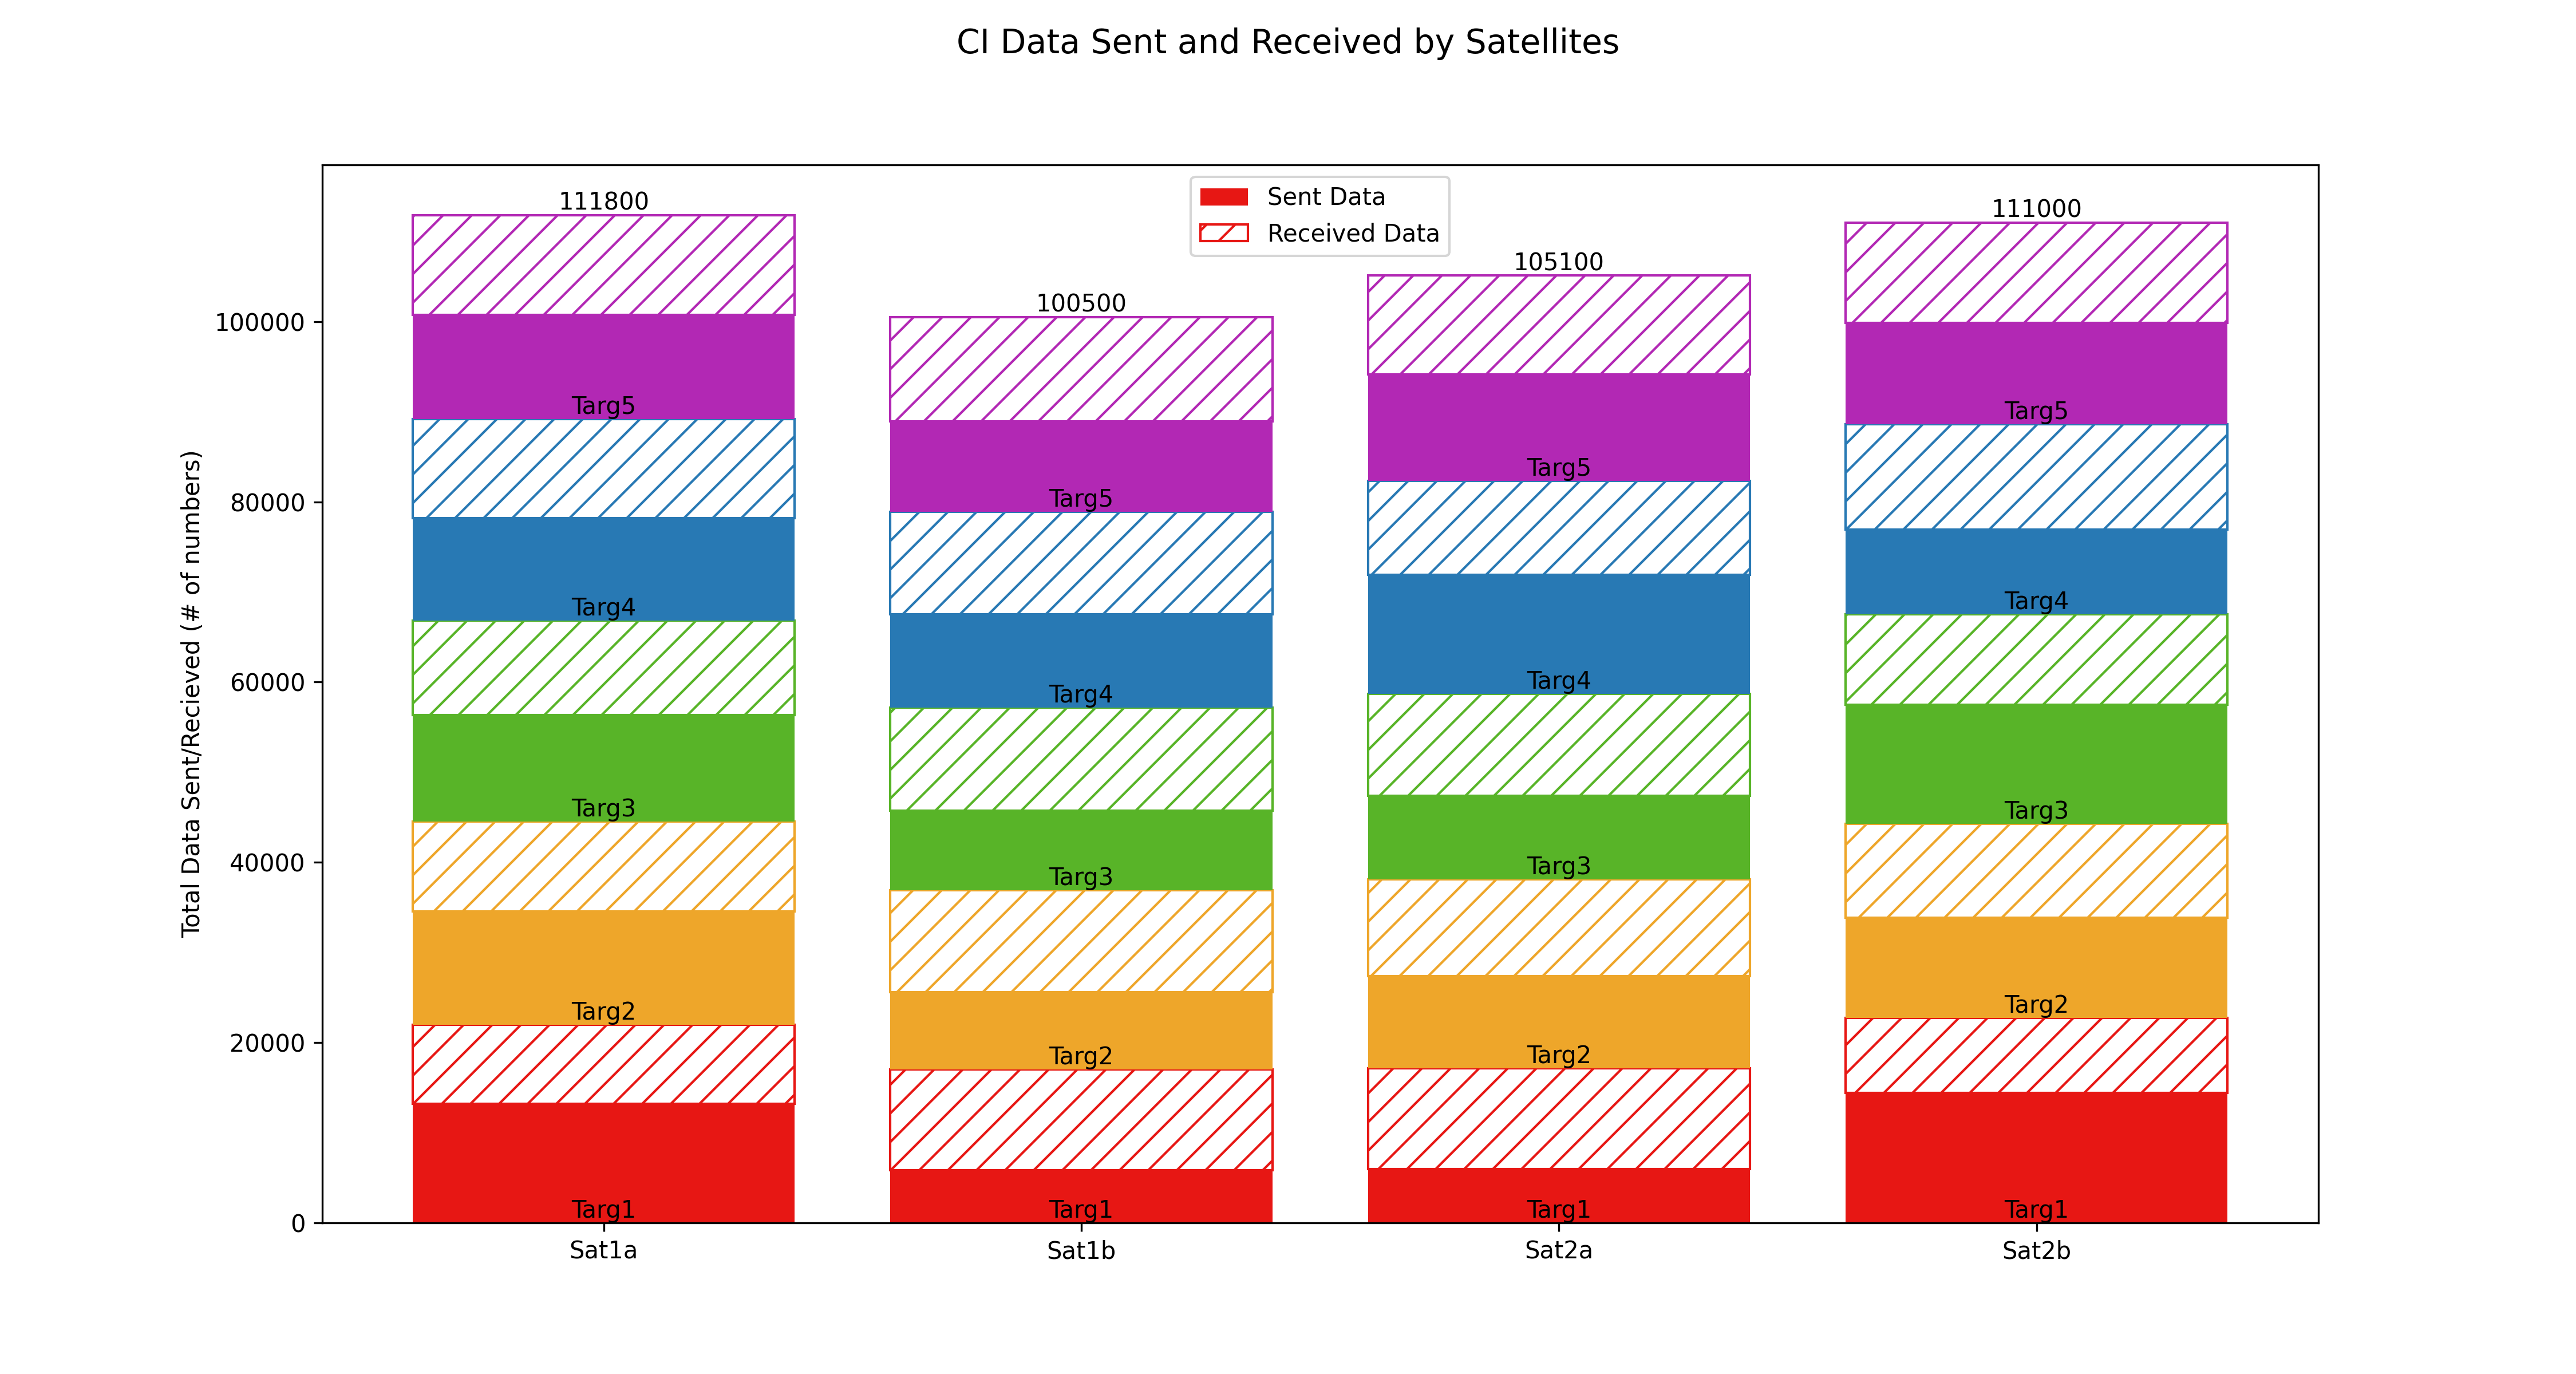 CI Data Sent and Received by Satellites
Sent Data
Received Data
111800
100500
105100
111000
Total Data Sent/Recieved (# of numbers)
100000
80000
60000
40000
20000
0
Targ5
Targ4
Targ3
Targ2
Targ1
Targ5
Targ4
Targ3
Targ2
Targ1
Targ5
Targ4
Targ3
Targ2
Targ1
Targ5
Targ4
Targ3
Targ2
Targ1
Sat1a
Sat1b
Sat2a
Sat2b